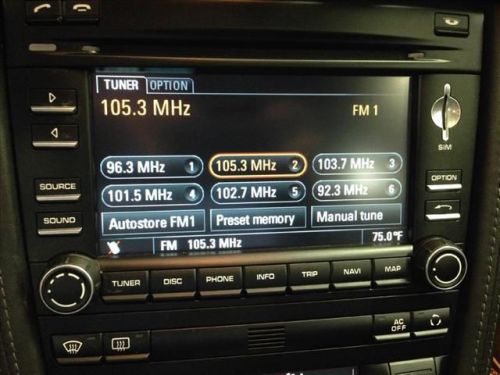 TUNER OPTION
105.3 MHz FM 1
96.3 MHz 1 105.3 MHz 2 103.7 MHz 3
101.5 MHz 4 102.7 MHz 5 92.3 MHz 6
Autostore FM1 Preset memory Manual tune
FM 105.3 MHz 75.0 °F
SIM
SOURCE
SOUND
OPTION
TUNER DISC PHONE INFO TRIP NAVI MAP
AC
OFF